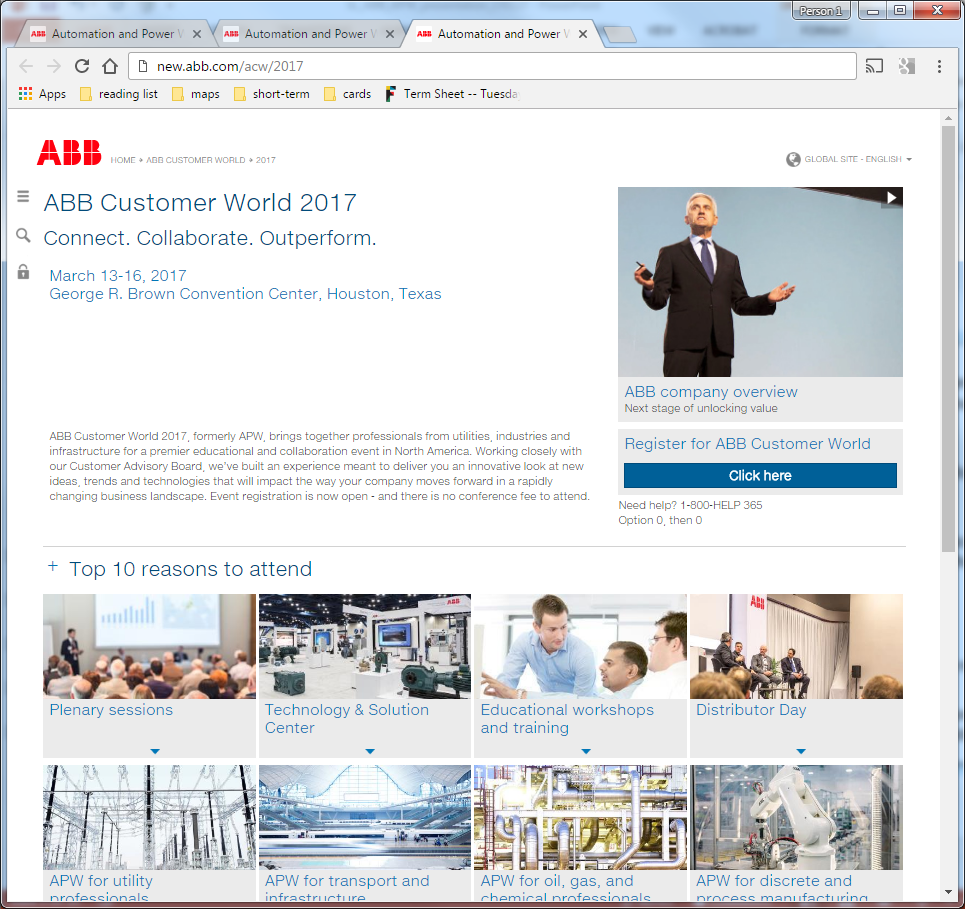 Person 1
ABB Automation and Power
ABB Automation and Power
ABB Automation and Power
new.abb.com/acw/2017
Apps reading list maps short-term cards Term Sheet -- Tuesda
ABB HOME ABB CUSTOMER WORLD 2017
GLOBAL SITE - ENGLISH
ABB Customer World 2017
Connect. Collaborate. Outperform.
March 13-16, 2017
George R. Brown Convention Center, Houston, Texas
ABB company overview
Next stage of unlocking value
Register for ABB Customer World
Click here
Need help? 1-800-HELP 365
Option 0, then 0
ABB Customer World 2017, formerly APW, brings together professionals from utilities, industries and
infrastructure for a premier educational and collaboration event in North America. Working closely with
our Customer Advisory Board, we've built an experience meant to deliver you an innovative look at new
ideas, trends and technologies that will impact the way your company moves forward in a rapidly
changing business landscape. Event registration is now open - and there is no conference fee to attend.
+ Top 10 reasons to attend
ABB
ABB
Plenary sessions
Technology & Solution
Center
Educational workshops
and training
Distributor Day
APW for utility
professionals
APW for transport and
infrastructure
APW for oil, gas, and
chemical professionals
APW for discrete and
process manufacturing